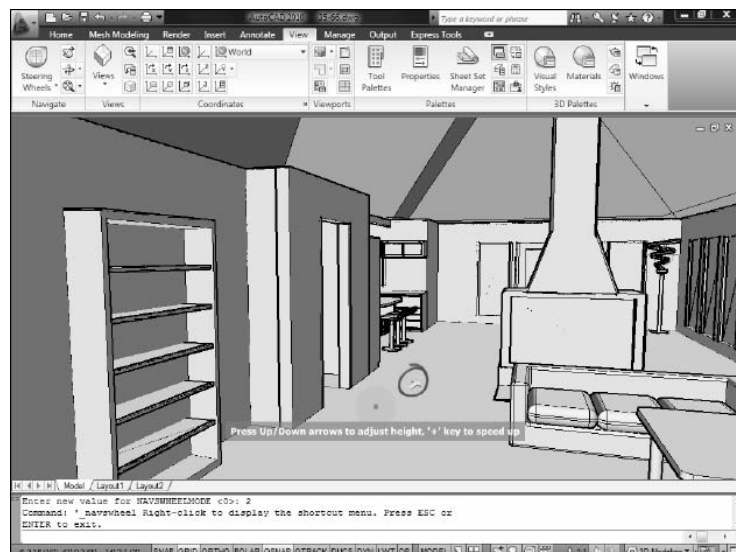 AutoCAD 2010 15-66.dwg Type a keyword or phrase
Home Mesh Modeling Render Insert Annotate View Manage Output Express Tools
World
Steering Wheels
Views
Tool Palettes
Properties
Sheet Set Manager
Visual Styles
Materials
Windows
Navigate Views Coordinates Viewports Palettes 3D Palettes
Press Up/Down arrows to adjust height, '+' key to speed up
Model Layout1 Layout2
Enter new value for NAVSWHEELMODE <0>: 2
Command: '_navswheel Right-click to display the shortcut menu. Press ESC or
ENTER to exit.
SNAP GRID ORTHO POLAR OSNAP OTRACK DUCS DYN LWT QP MODEL